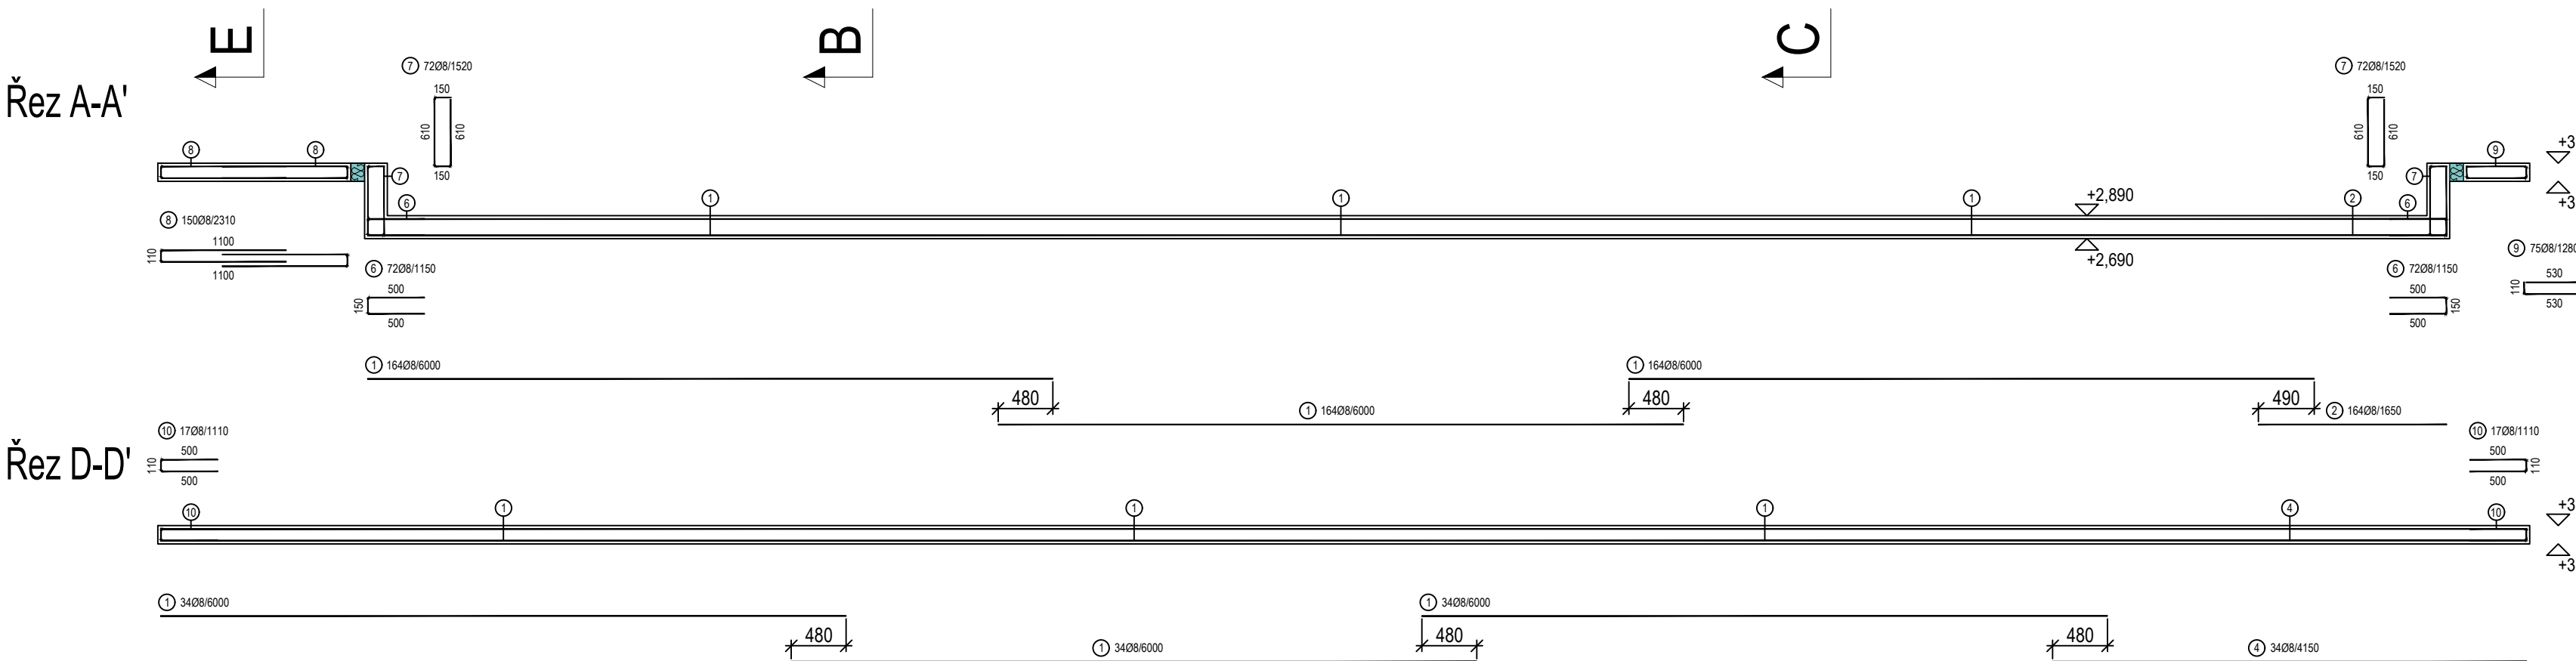 E
B
C
Řez A-A'
7 72Ø8/1520
150
610
610
150
7 72Ø8/1520
150
610
610
150
8
8
7
6
1
1
1
+2,890
+2,690
2
6
7
9
+3
+3
8 150Ø8/2310
1100
110
1100
6 72Ø8/1150
500
150
500
6 72Ø8/1150
500
150
500
9 75Ø8/1280
530
110
530
1 164Ø8/6000
480
1 164Ø8/6000
1 164Ø8/6000
480
490
2 164Ø8/1650
Řez D-D'
10 17Ø8/1110
500
110
500
10 17Ø8/1110
500
110
500
10
1
1
1
4
10
+3
+3
1 34Ø8/6000
480
1 34Ø8/6000
1 34Ø8/6000
480
480
4 34Ø8/4150